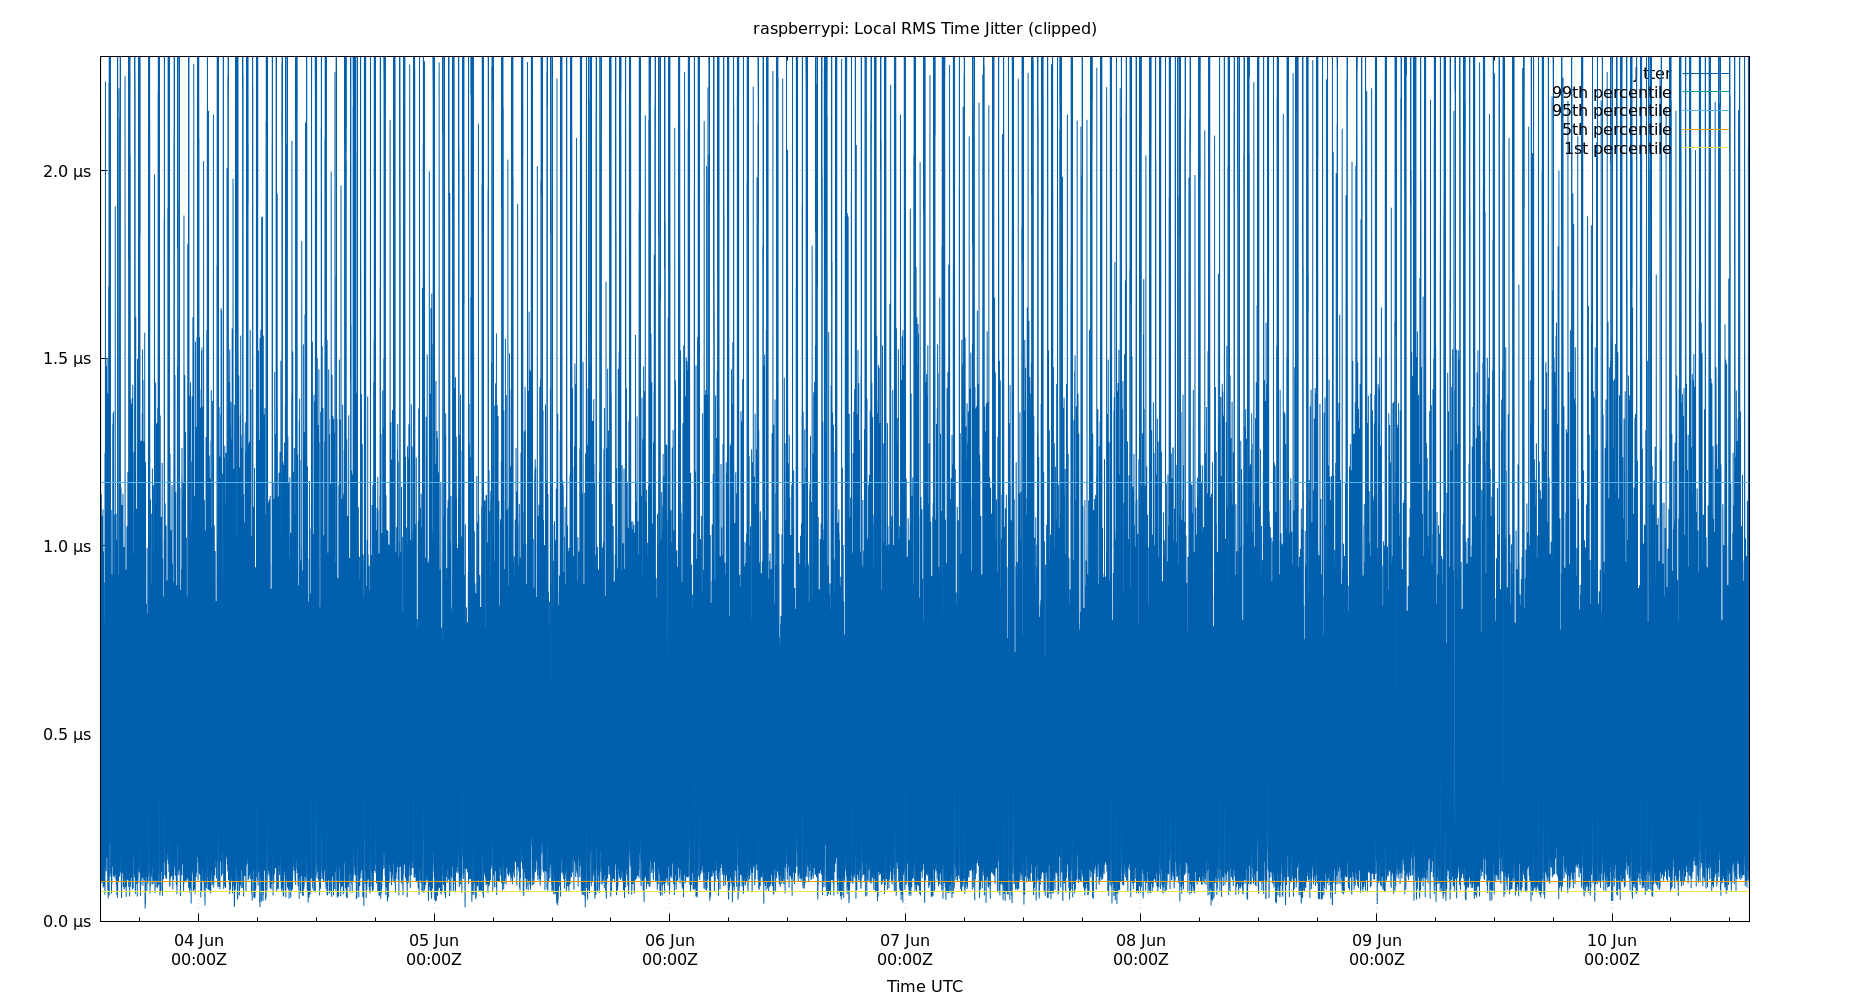 raspberrypi: Local RMS Time Jitter (clipped)
jitter
99th percentile
95th percentile
5th percentile
1st percentile
2.0 µs
1.5 µs
1.0 µs
0.5 µs
0.0 µs
04 Jun 05 Jun 06 Jun 07 Jun 08 Jun 09 Jun 10 Jun
00:00Z 00:00Z 00:00Z 00:00Z 00:00Z 00:00Z 00:00Z
Time UTC